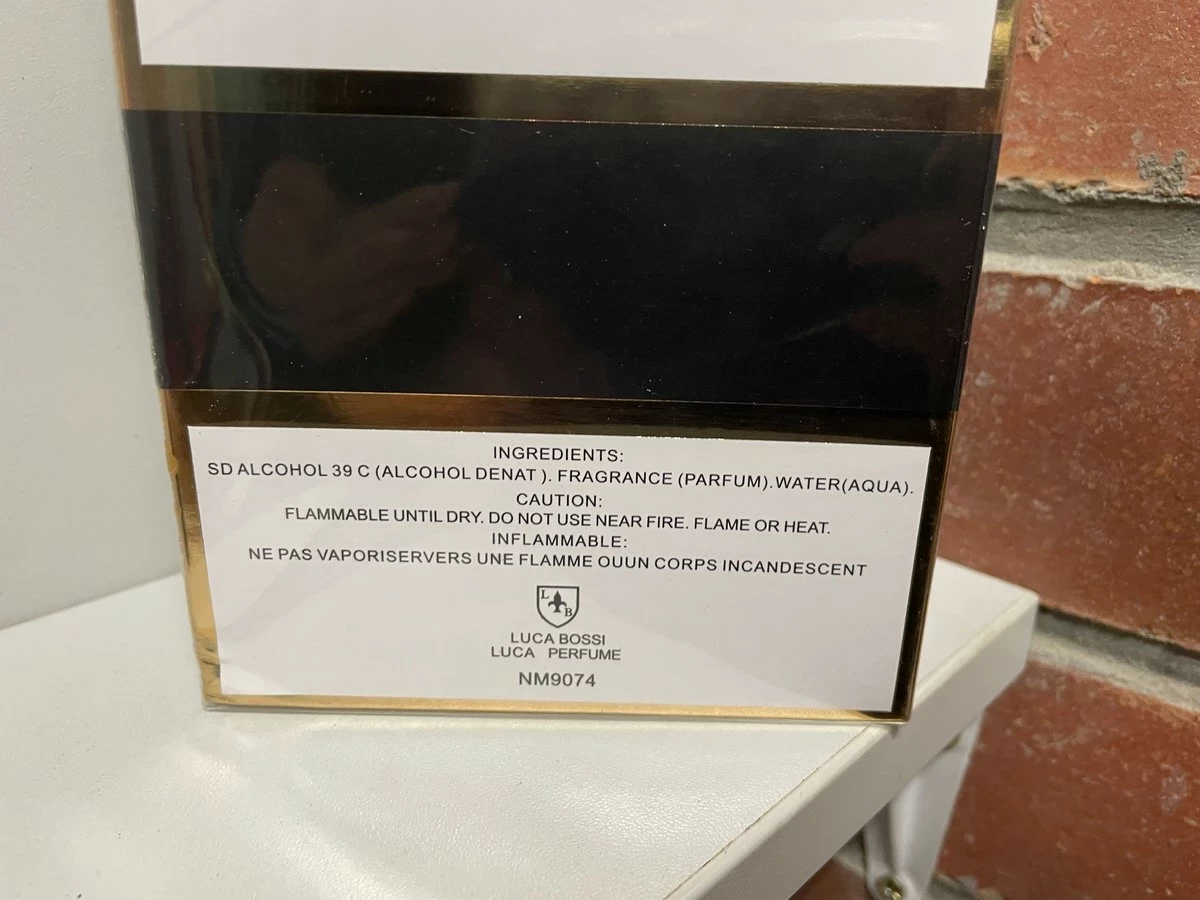 INGREDIENTS:
SD ALCOHOL 39 C (ALCOHOL DENAT ). FRAGRANCE (PARFUM).WATER(AQUA).
CAUTION:
FLAMMABLE UNTIL DRY. DO NOT USE NEAR FIRE. FLAME OR HEAT.
INFLAMMABLE:
NE PAS VAPORISERVERS UNE FLAMME OUUN CORPS INCANDESCENT
L B
LUCA BOSSI
LUCA PERFUME
NM9074